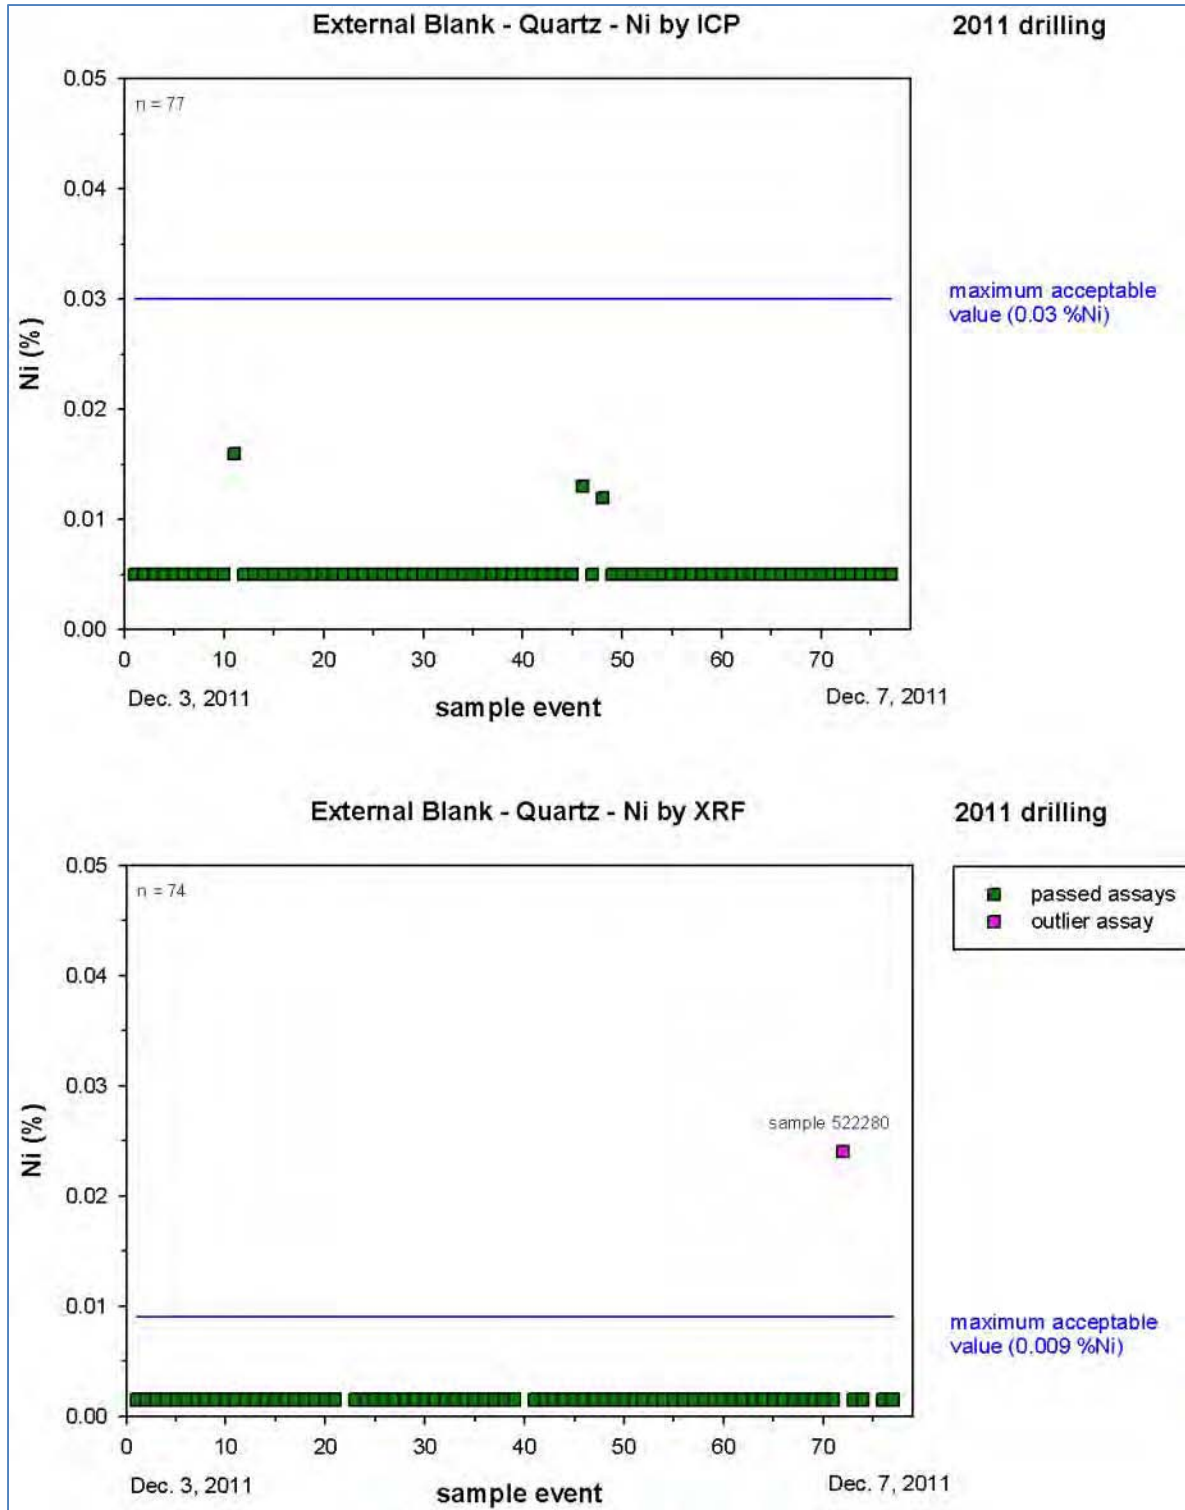 External Blank - Quartz - Ni by ICP
2011 drilling
n = 77
0.05
0.04
0.03
0.02
0.01
0.00
Ni (%)
maximum acceptable
value (0.03 %Ni)
0 10 20 30 40 50 60 70
Dec. 3, 2011
sample event
Dec. 7, 2011
External Blank - Quartz - Ni by XRF
2011 drilling
n = 74
0.05
0.04
0.03
0.02
0.01
0.00
Ni (%)
passed assays
outlier assay
sample 522280
maximum acceptable
value (0.009 %Ni)
0 10 20 30 40 50 60 70
Dec. 3, 2011
sample event
Dec. 7, 2011